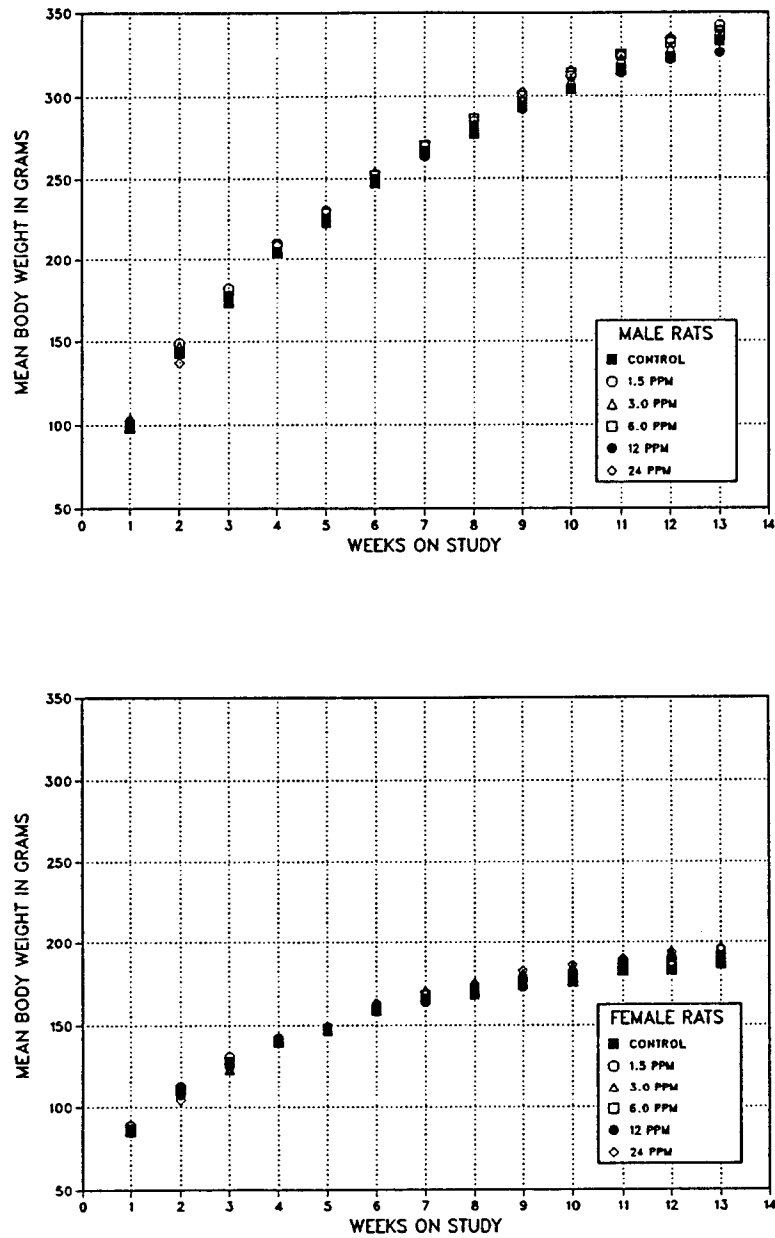 350
300
250
200
150
100
50
MEAN BODY WEIGHT IN GRAMS
MALE RATS
CONTROL
1.5 PPM
3.0 PPM
6.0 PPM
12 PPM
24 PPM
0 1 2 3 4 5 6 7 8 9 10 11 12 13 14
WEEKS ON STUDY
350
300
250
200
150
100
50
MEAN BODY WEIGHT IN GRAMS
FEMALE RATS
CONTROL
1.5 PPM
3.0 PPM
6.0 PPM
12 PPM
24 PPM
0 1 2 3 4 5 6 7 8 9 10 11 12 13 14
WEEKS ON STUDY